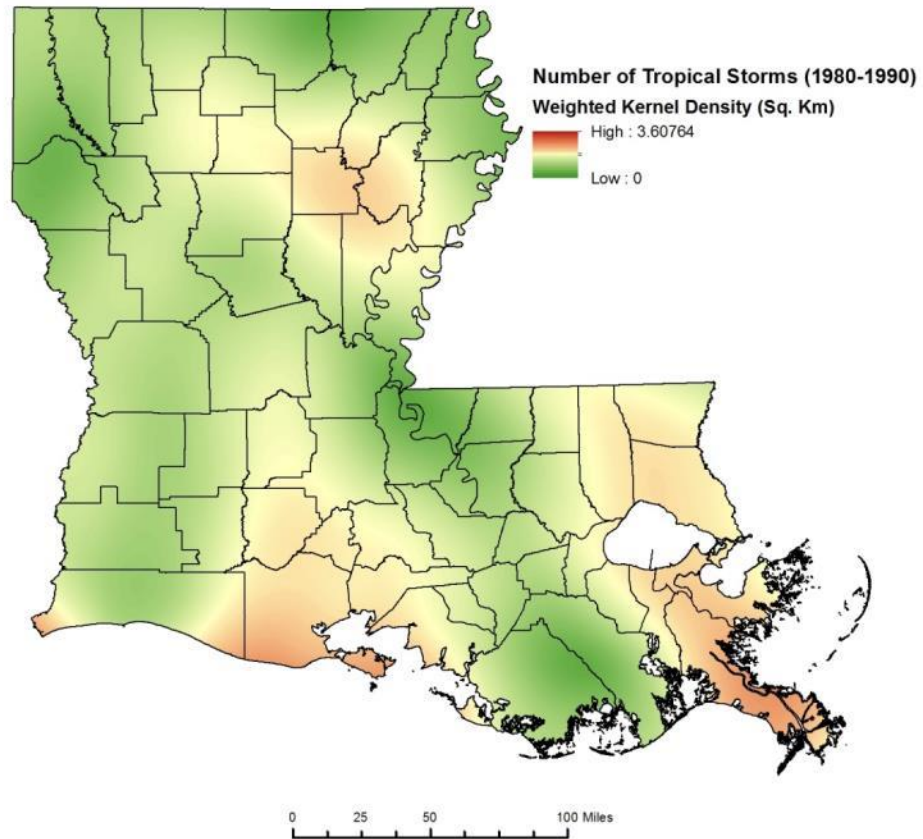 Number of Tropical Storms (1980-1990)
Weighted Kernel Density (Sq. Km)
High : 3.60764
Low : 0
0 25 50 100 Miles